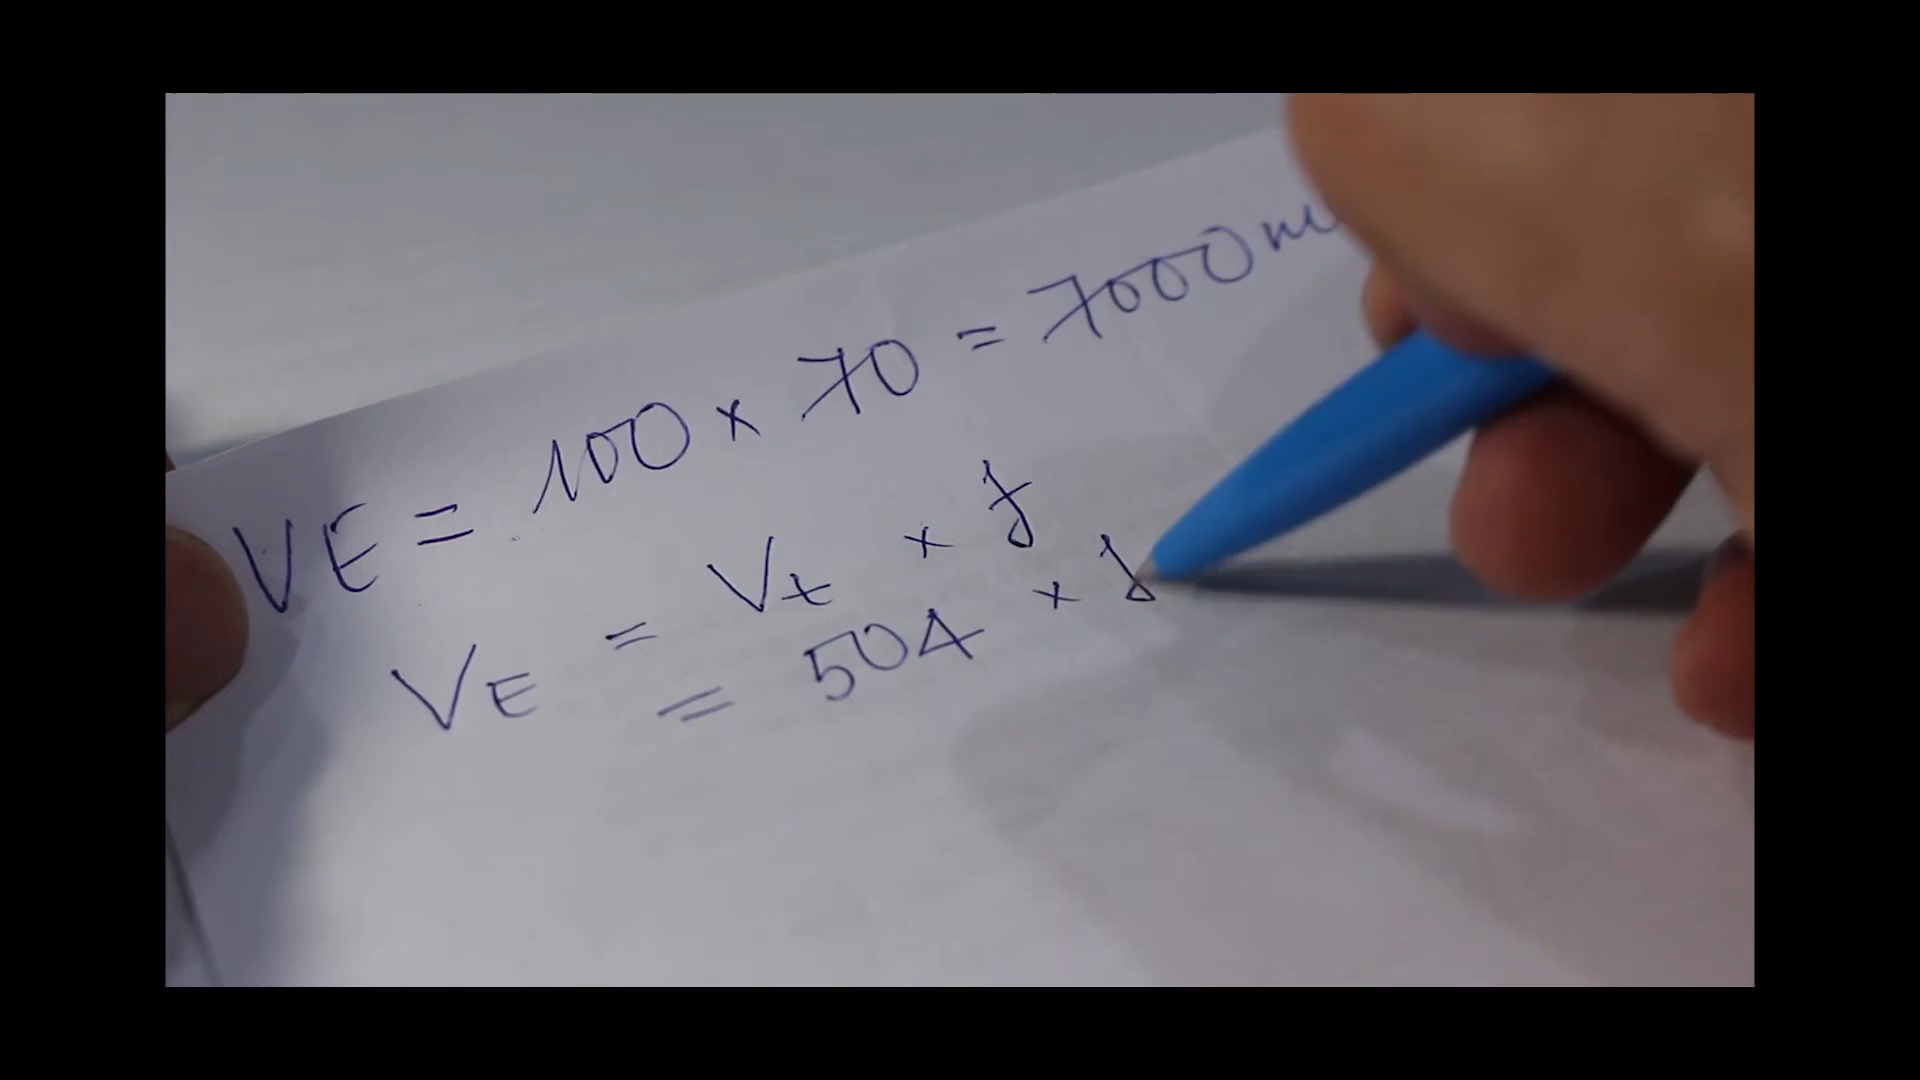 VE = 100 x 70 = 7000 m
VE = Vt x f
= 504 x f